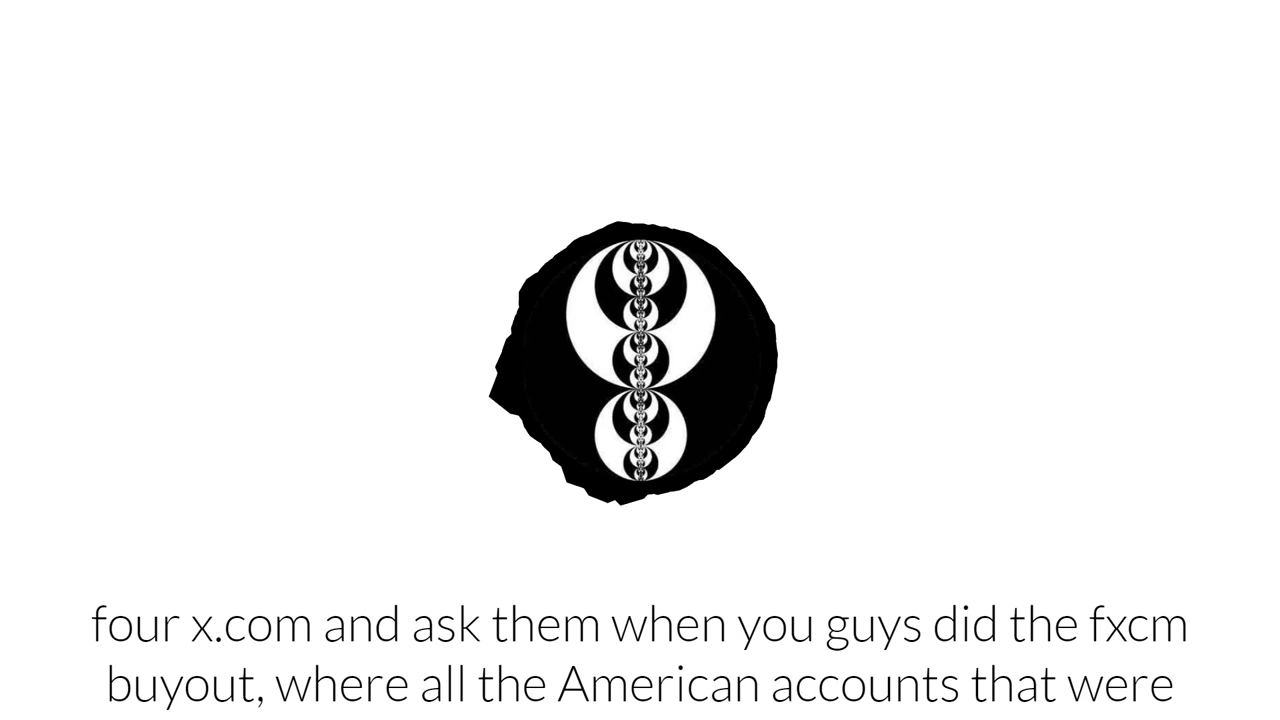 four x.com and ask them when you guys did the fxcm
buyout, where all the American accounts that were